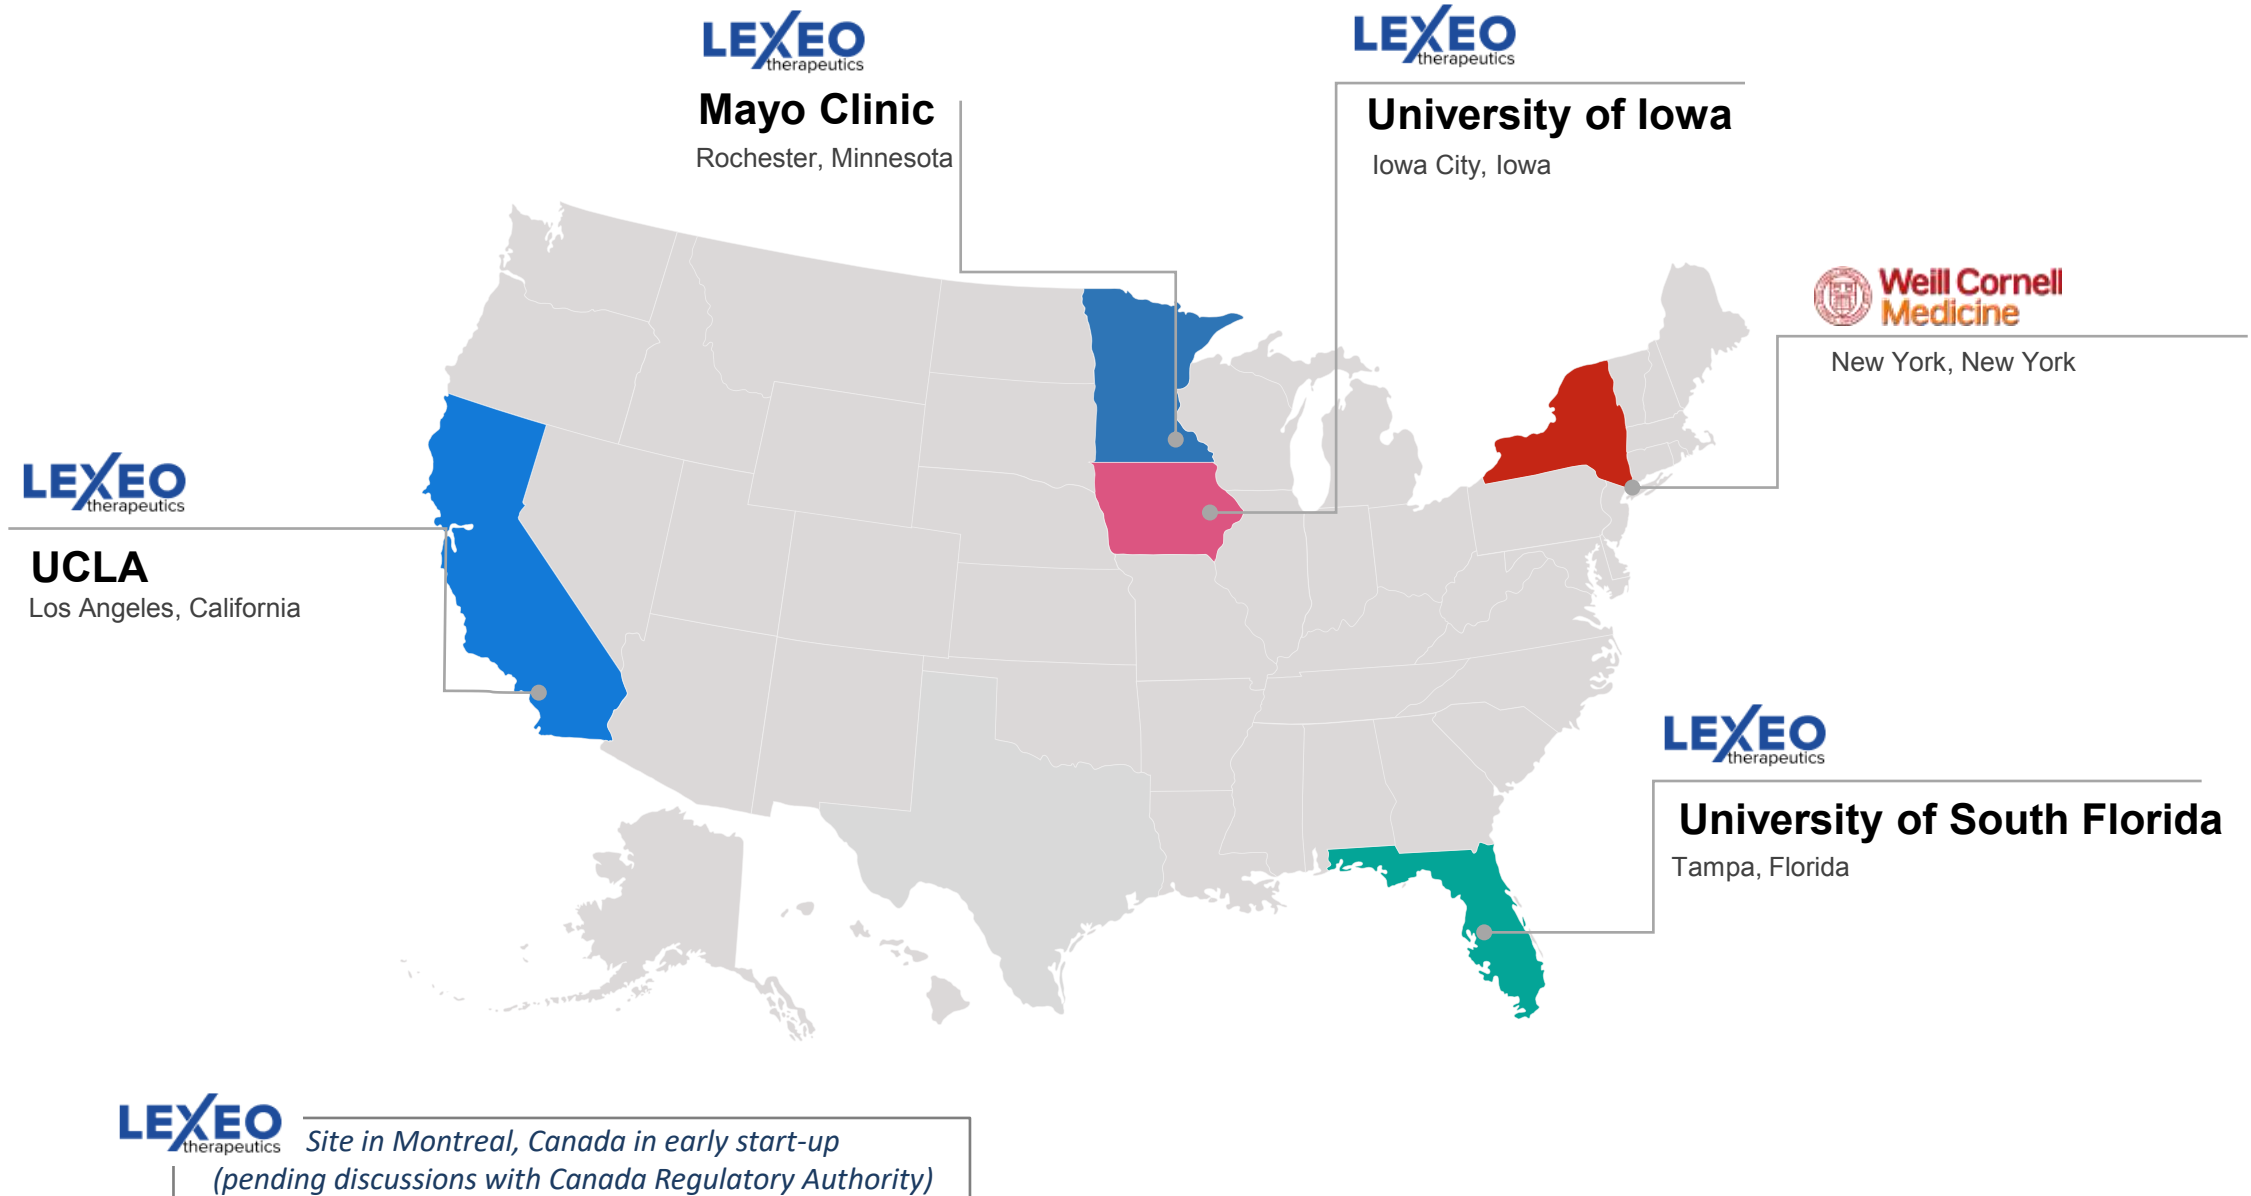 LEXEO
therapeutics
Mayo Clinic
Rochester, Minnesota
LEXEO
therapeutics
University of Iowa
Iowa City, Iowa
Weill Cornell
Medicine
New York, New York
LEXEO
therapeutics
UCLA
Los Angeles, California
LEXEO
therapeutics
University of South Florida
Tampa, Florida
LEXEO
therapeutics
Site in Montreal, Canada in early start-up
(pending discussions with Canada Regulatory Authority)